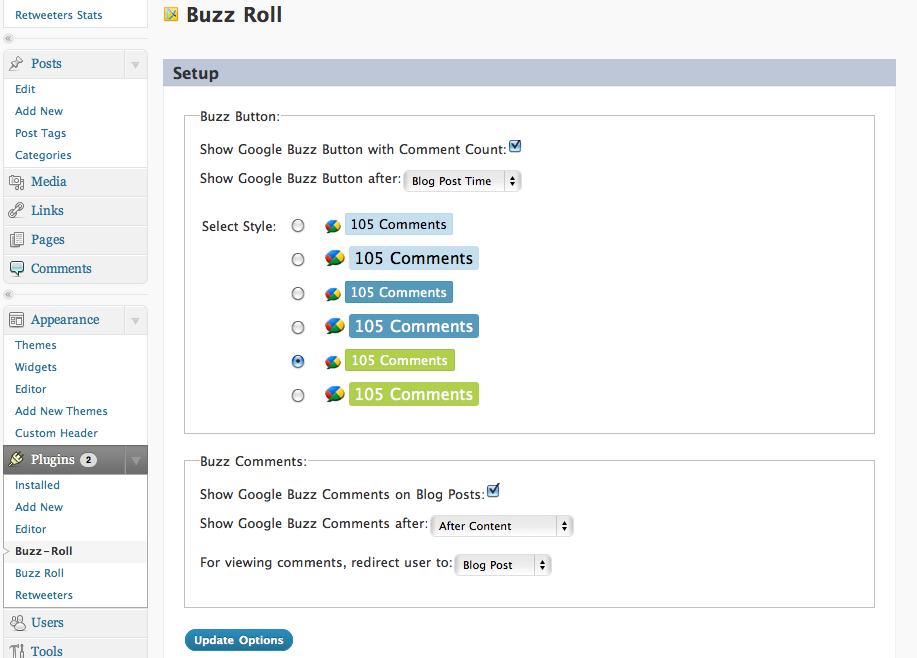 Retweeters Stats
Posts
Edit
Add New
Post Tags
Categories
Media
Links
Pages
Comments
Appearance
Themes
Widgets
Editor
Add New Themes
Custom Header
Plugins 2
Installed
Add New
Editor
Buzz-Roll
Buzz Roll
Retweeters
Users
Tools
Buzz Roll
Setup
Buzz Button:
Show Google Buzz Button with Comment Count:
Show Google Buzz Button after: Blog Post Time
Select Style: 105 Comments
105 Comments
105 Comments
105 Comments
105 Comments
105 Comments
Buzz Comments:
Show Google Buzz Comments on Blog Posts:
Show Google Buzz Comments after: After Content
For viewing comments, redirect user to: Blog Post
Update Options